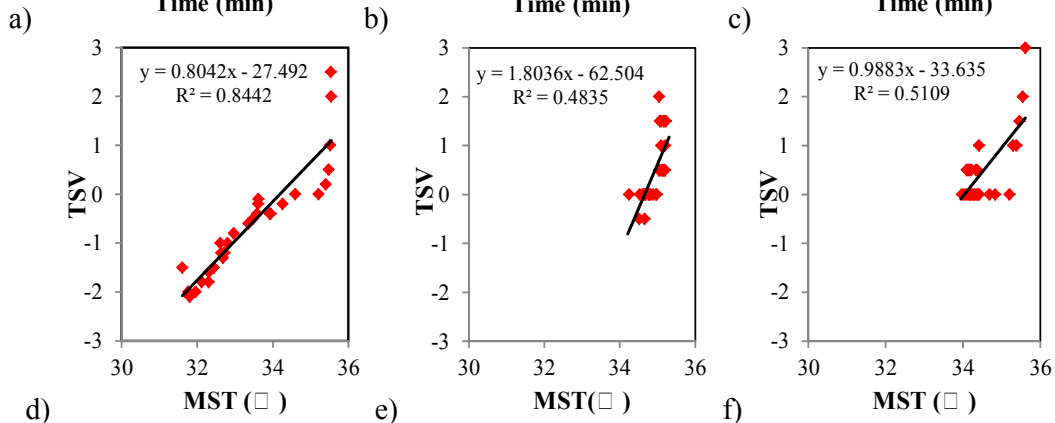 Time (min) Time (min) Time (min)
a) b) c)
3 3 3
y = 0.8042x - 27.492 y = 1.8036x - 62.504 y = 0.9883x - 33.635
R² = 0.8442 R² = 0.4835 R² = 0.5109
2 2 2
1 1 1
TSV 0 TSV 0 TSV 0
-1 -1 -1
-2 -2 -2
-3 -3 -3
30 32 34 36 30 32 34 36 30 32 34 36
d) MST (□ ) e) MST(□ ) f) MST (□ )